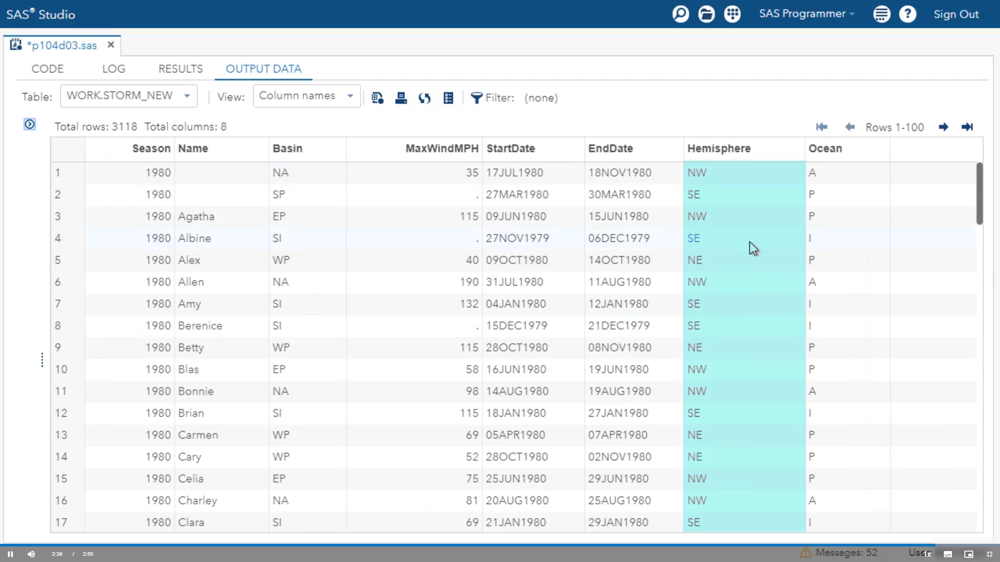 SAS® Studio
SAS Programmer
Sign Out
*p104d03.sas
CODE LOG RESULTS OUTPUT DATA
Table: WORK.STORM_NEW View: Column names Filter: (none)
Total rows: 3118 Total columns: 8 Rows 1-100
Season Name Basin MaxWindMPH StartDate EndDate Hemisphere Ocean
1 1980 NA 35 17JUL1980 18NOV1980 NW A
2 1980 SP . 27MAR1980 30MAR1980 SE P
3 1980 Agatha EP 115 09JUN1980 15JUN1980 NW P
4 1980 Albine SI . 27NOV1979 06DEC1979 SE I
5 1980 Alex WP 40 09OCT1980 14OCT1980 NE P
6 1980 Allen NA 190 31JUL1980 11AUG1980 NW A
7 1980 Amy SI 132 04JAN1980 12JAN1980 SE I
8 1980 Berenice SI . 15DEC1979 21DEC1979 SE I
9 1980 Betty WP 115 28OCT1980 08NOV1980 NE P
10 1980 Blas EP 58 16JUN1980 19JUN1980 NW P
11 1980 Bonnie NA 98 14AUG1980 19AUG1980 NW A
12 1980 Brian SI 115 18JAN1980 27JAN1980 SE I
13 1980 Carmen WP 69 05APR1980 07APR1980 NE P
14 1980 Cary WP 52 28OCT1980 02NOV1980 NE P
15 1980 Celia EP 75 25JUN1980 29JUN1980 NW P
16 1980 Charley NA 81 20AUG1980 25AUG1980 NW A
17 1980 Clara SI 69 21JAN1980 29JAN1980 SE I
2:39 / 2:50 Messages: 52 1x